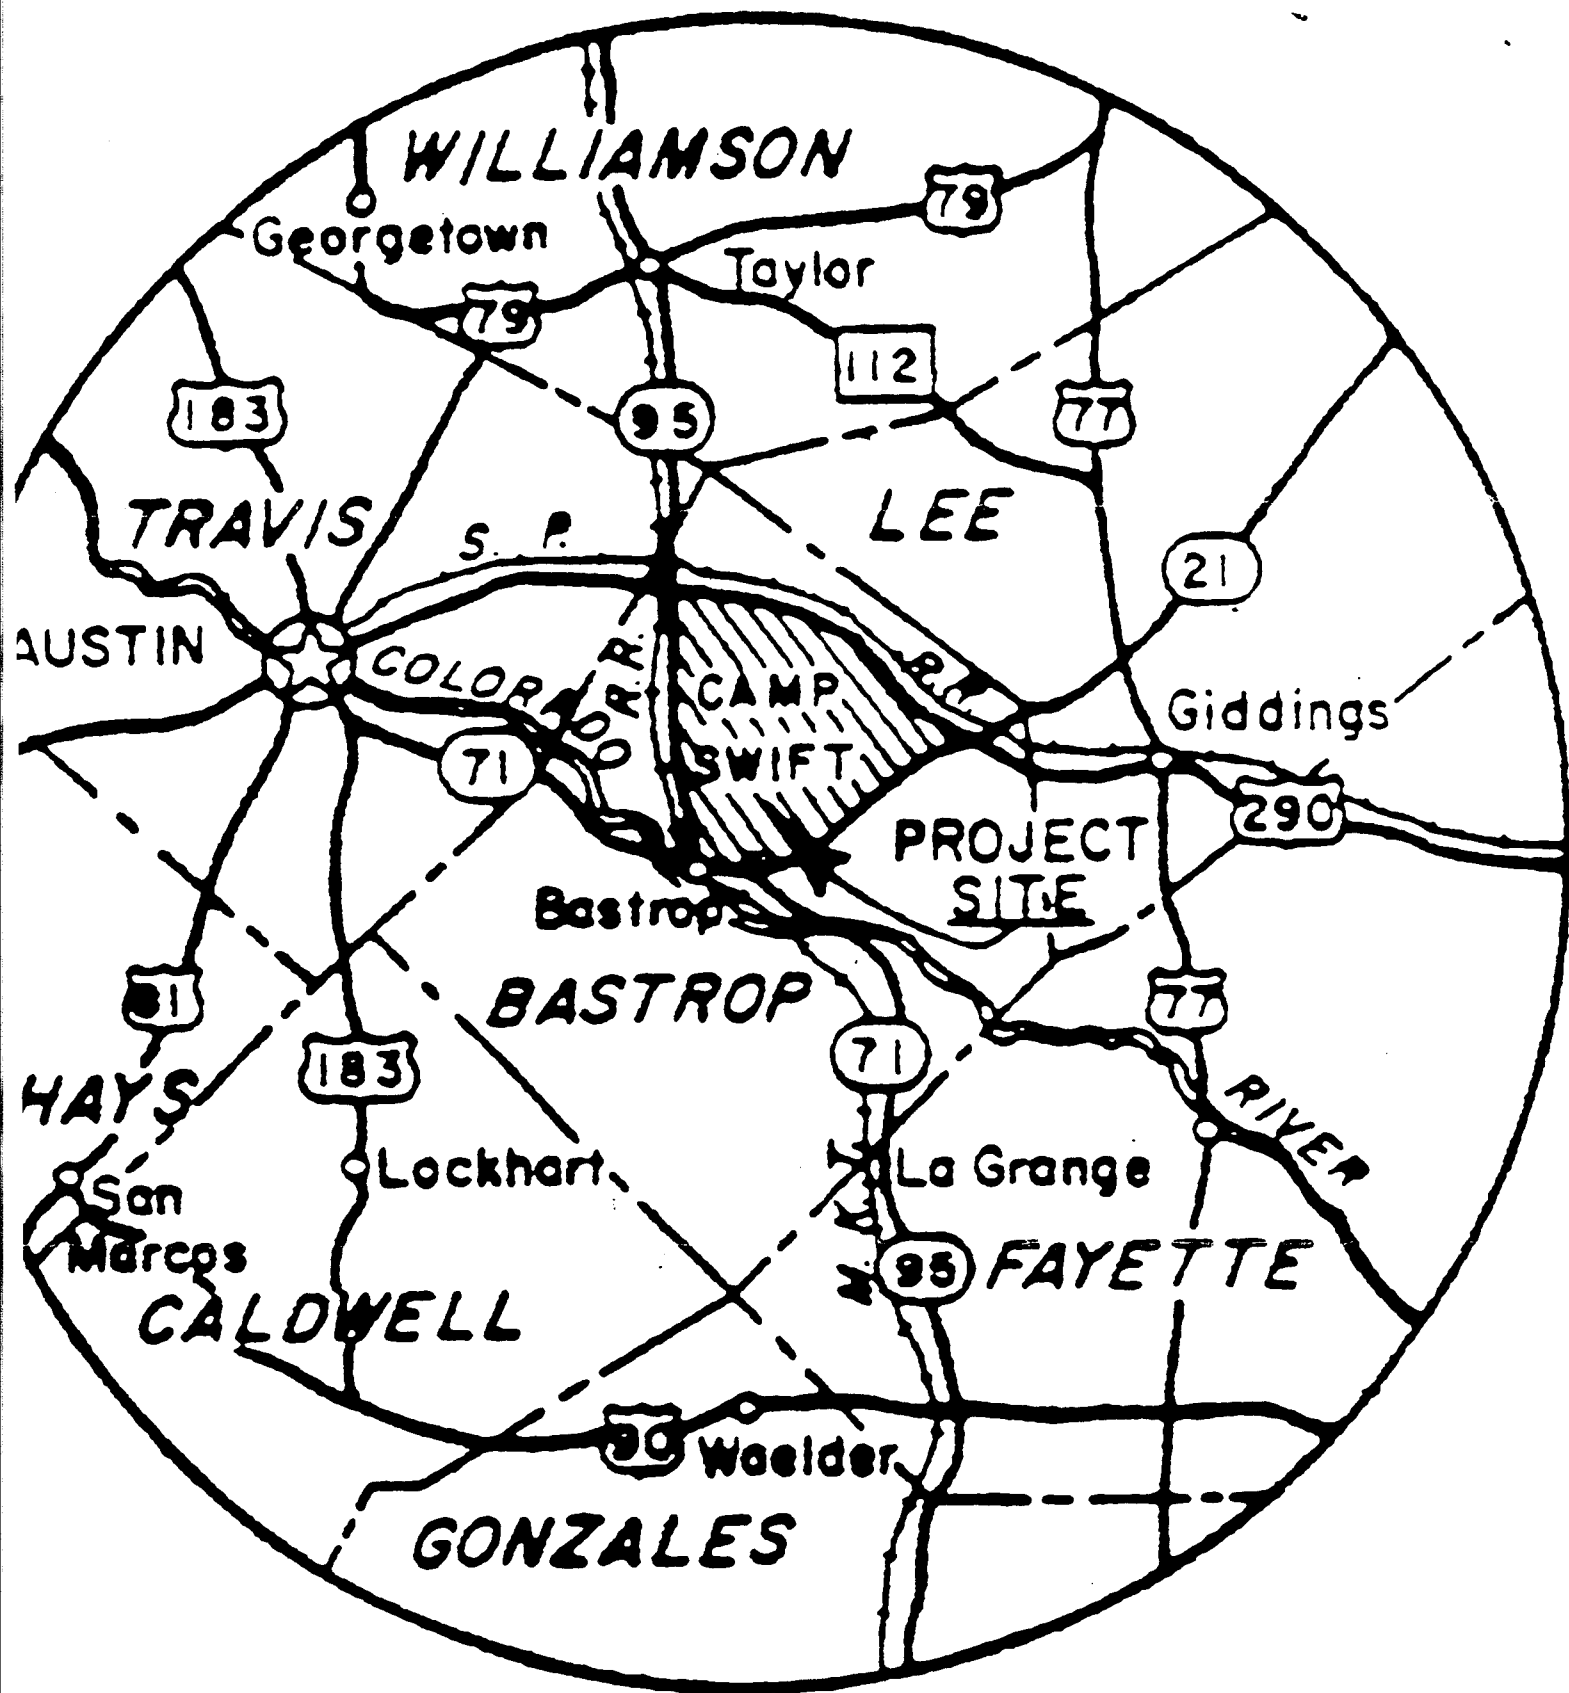 WILLIAMSON
79
Georgetown
Taylor
79
112
183
95
77
TRAVIS
S. P.
LEE
21
AUSTIN
COLORADO
R.R.
R.R.
CAMP
SWIFT
Giddings
71
290
PROJECT
SITE
Bastrop
BASTROP
81
77
71
183
HAYS
RIVER
Lockhart
La Grange
San
Marcos
95
FAYETTE
CALDWELL
90
Waelder
GONZALES